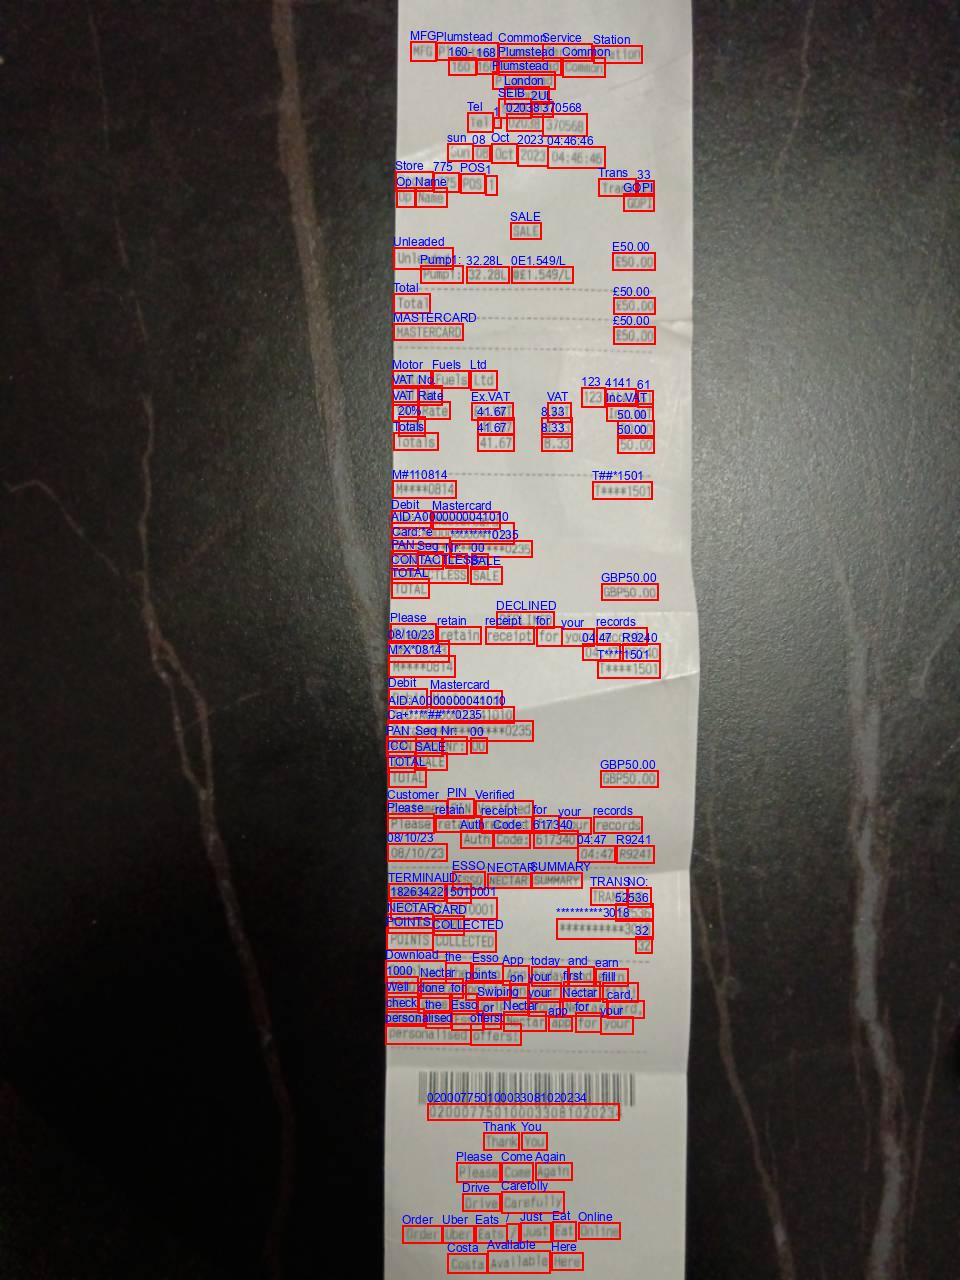 MFG Plumstead Common Service Station
160-168 Plumstead Common
Plumstead
London
SE18 2UL
Tel 1 02038 370568
Sun 08 Oct 2023 04:46:46
Store 775 POS 1 Trans 33
Op Name GOPI
SALE
Unleaded £50.00
Pump1: 32.28L @£1.549/L
Total £50.00
MASTERCARD £50.00
Motor Fuels Ltd
VAT No. 123 4141 61
VAT Rate Ex.VAT VAT Inc.VAT
20% 41.67 8.33 50.00
Totals 41.67 8.33 50.00
M****0814 T****1501
Debit Mastercard
AID:A0000000041010
0235
PAN Seq Nr: 00
CONTACTLESS SALE
TOTAL GBP50.00
DECLINED
Please retain receipt for your records
08/10/23 04:47 R9240
M****0814 T****1501
Debit Mastercard
AID:A0000000041010
0235
PAN Seq Nr: 00
ICC SALE
TOTAL GBP50.00
Customer PIN Verified
Please retain receipt for your records
Auth Code: 617340
08/10/23 04:47 R9241
ESSO NECTAR SUMMARY
TERMINAL ID: TRANS NO:
18263422 15010001 52536
NECTAR CARD **********3018
POINTS COLLECTED 32
Download the Esso App today and earn
1000 Nectar points on your first fill!
Well done for Swiping your Nectar card,
check the Esso or Nectar app for your
personalised offers!
02000775010003308102 0234
Thank You
Please Come Again
Drive Carefully
Order Uber Eats / Just Eat Online
Costa Available Here